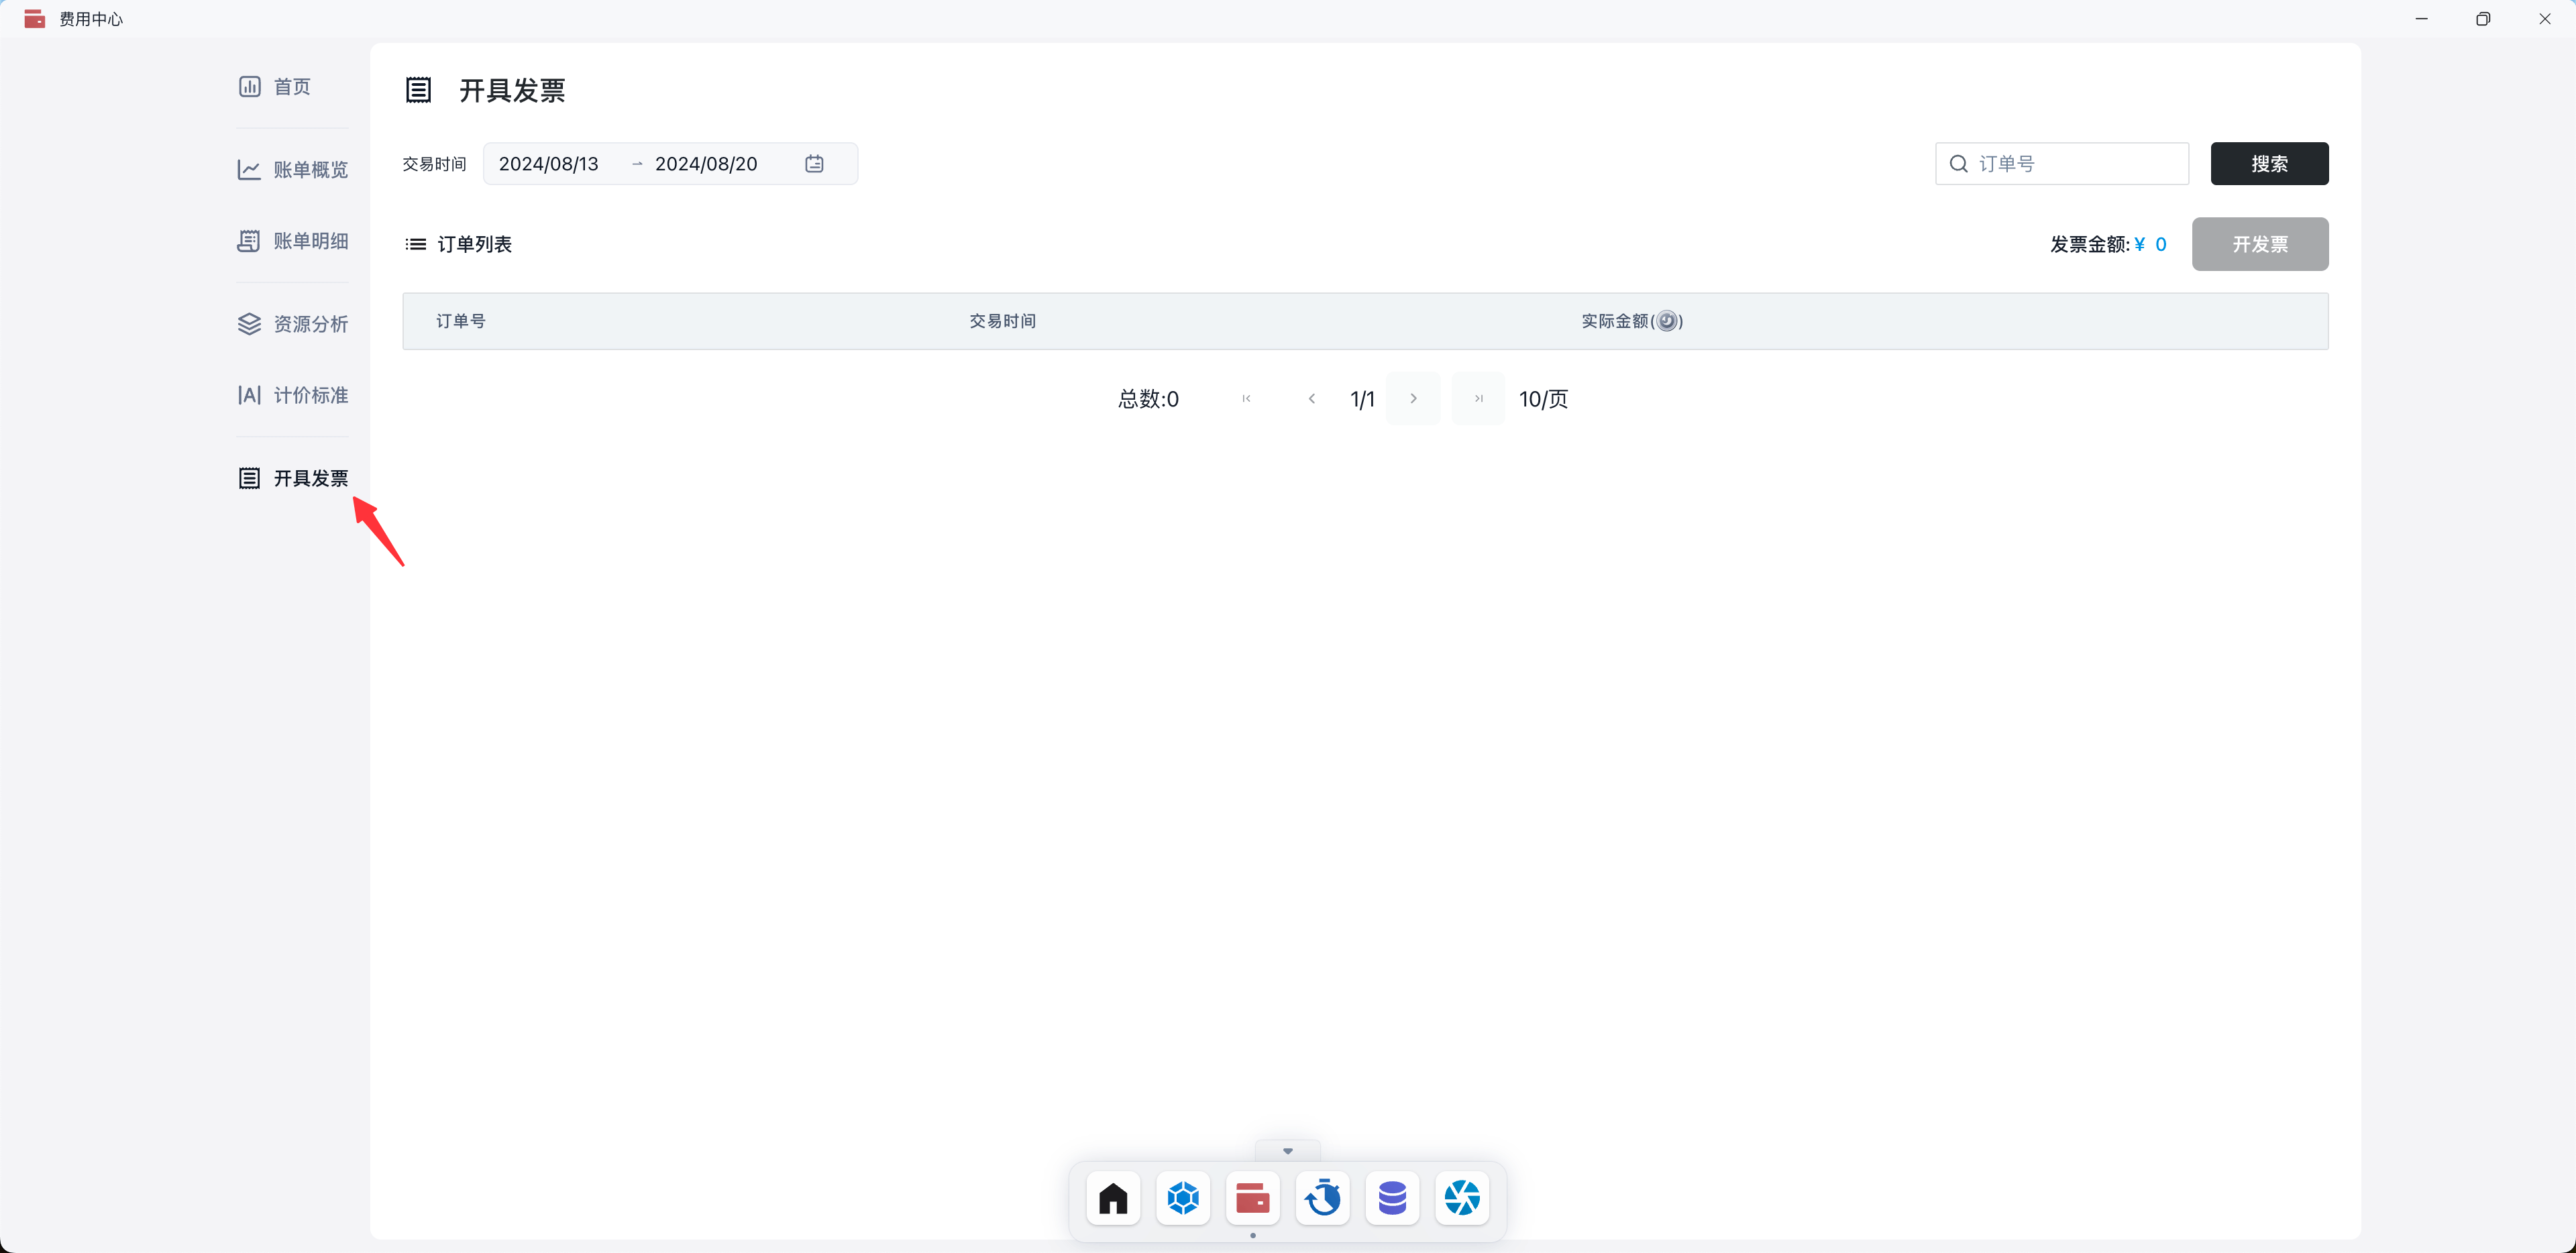 费用中心
首页
账单概览
账单明细
资源分析
计价标准
开具发票
开具发票
交易时间 2024/08/13 → 2024/08/20
订单号 搜索
订单列表
发票金额:¥ 0 开发票
订单号 交易时间 实际金额()
总数:0 1/1 10/页